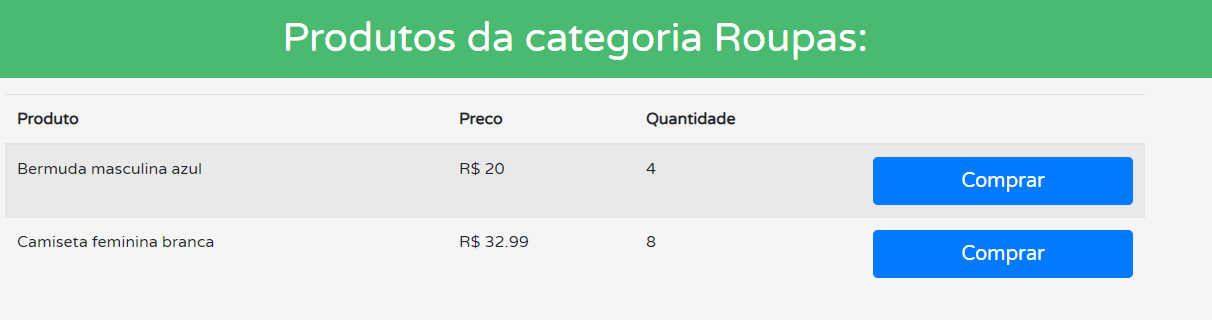 Produtos da categoria Roupas:
Produto Preco Quantidade
Bermuda masculina azul R$ 20 4 Comprar
Camiseta feminina branca R$ 32.99 8 Comprar